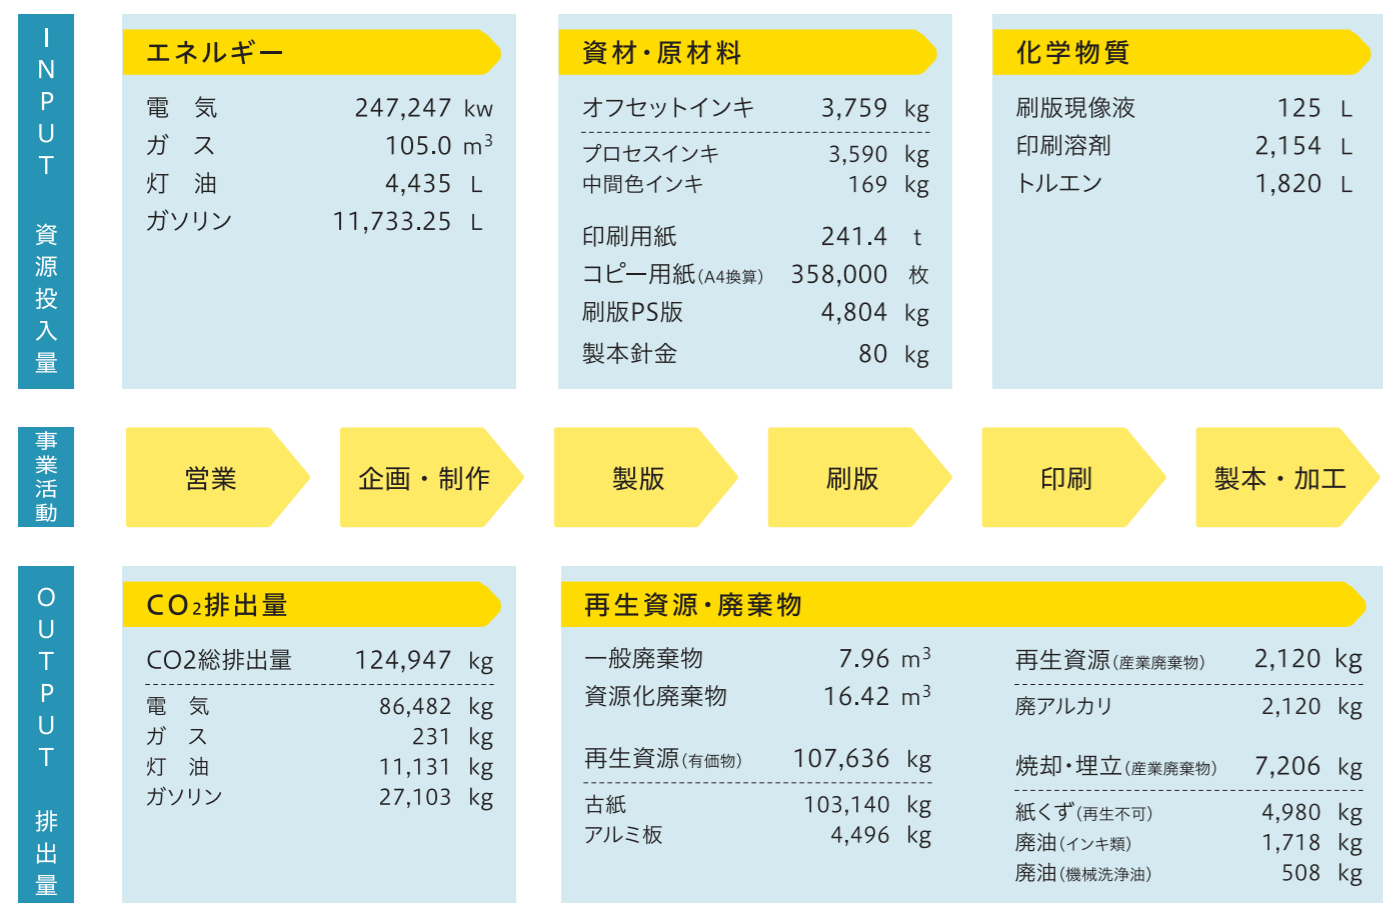 INPUT 資源投入量
エネルギー
電　気 247,247 kw
ガ　ス 105.0 m³
灯　油 4,435 L
ガソリン 11,733.25 L
資材・原材料
オフセットインキ 3,759 kg
プロセスインキ 3,590 kg
中間色インキ 169 kg
印刷用紙 241.4 t
コピー用紙(A4換算) 358,000 枚
刷版PS版 4,804 kg
製本針金 80 kg
化学物質
刷版現像液 125 L
印刷溶剤 2,154 L
トルエン 1,820 L
事業活動
営業
企画・制作
製版
刷版
印刷
製本・加工
OUTPUT 排出量
CO₂排出量
CO2総排出量 124,947 kg
電　気 86,482 kg
ガ　ス 231 kg
灯　油 11,131 kg
ガソリン 27,103 kg
再生資源・廃棄物
一般廃棄物 7.96 m³
資源化廃棄物 16.42 m³
再生資源(有価物) 107,636 kg
古紙 103,140 kg
アルミ板 4,496 kg
再生資源(産業廃棄物) 2,120 kg
廃アルカリ 2,120 kg
焼却・埋立(産業廃棄物) 7,206 kg
紙くず(再生不可) 4,980 kg
廃油(インキ類) 1,718 kg
廃油(機械洗浄油) 508 kg